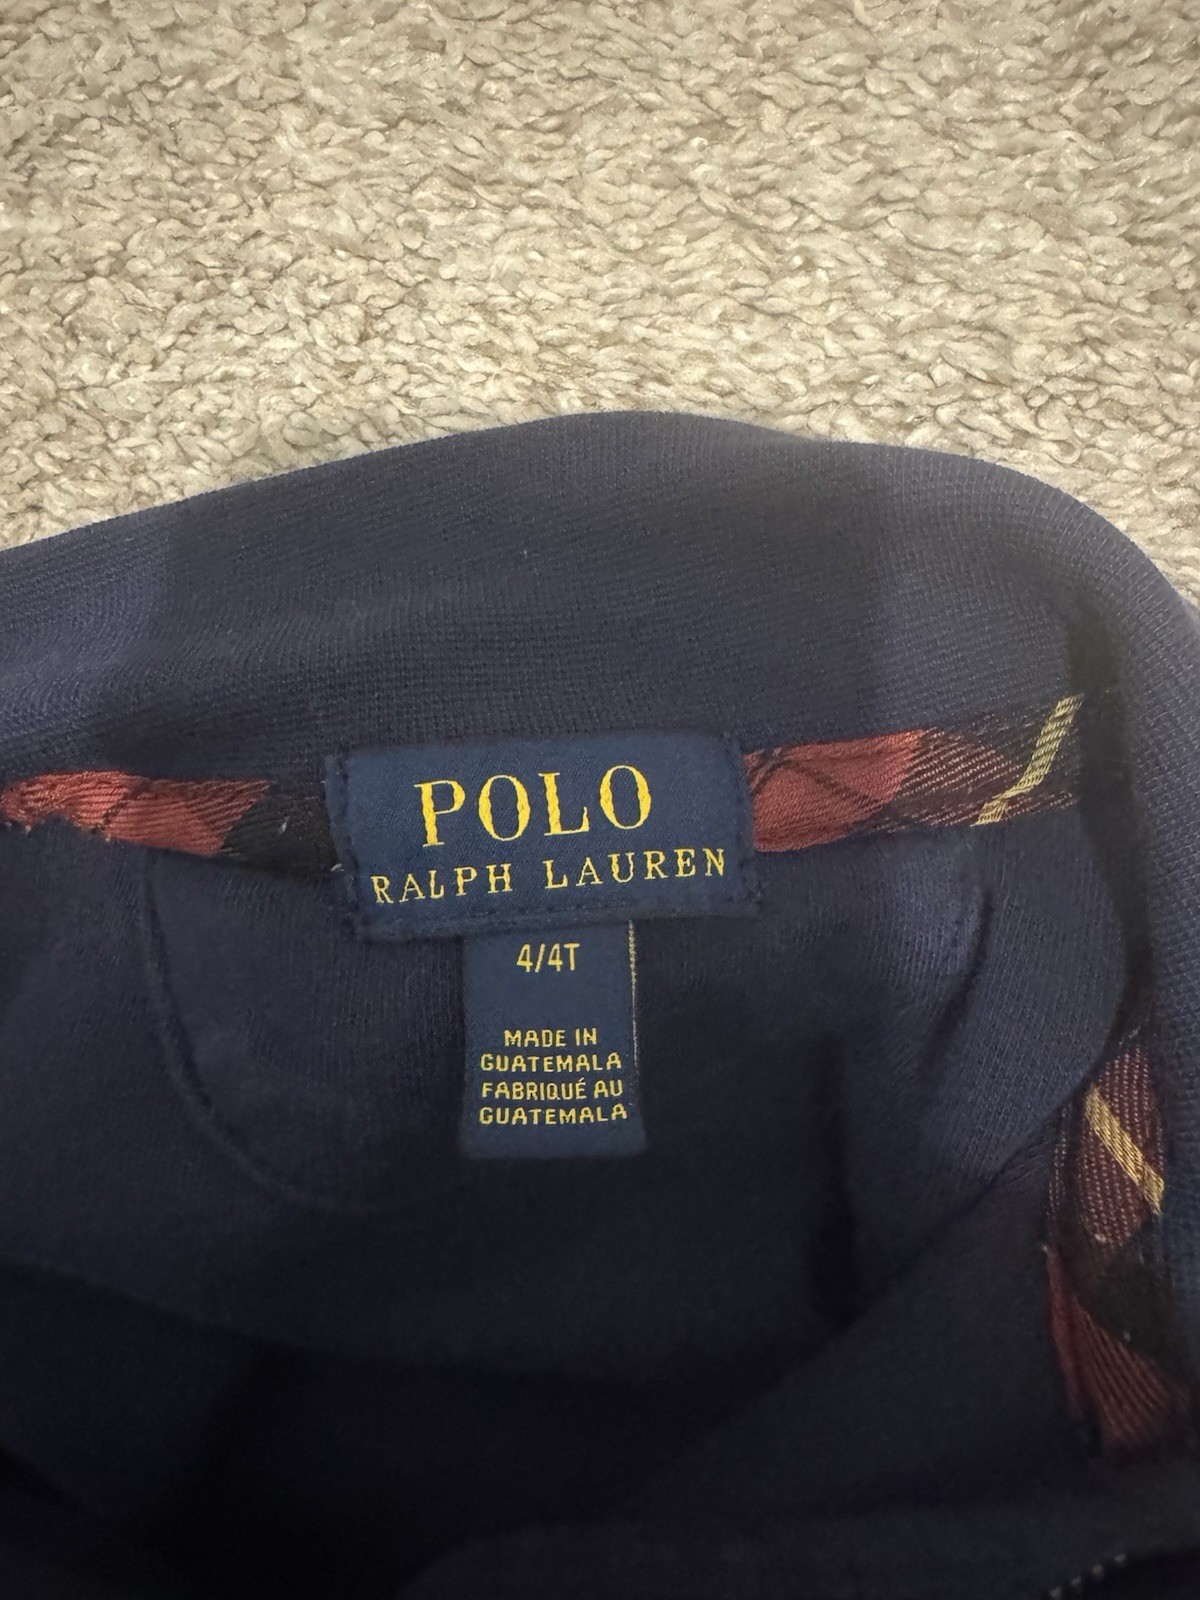 POLO
RALPH LAUREN
4/4T
MADE IN
GUATEMALA
FABRIQUÉ AU
GUATEMALA